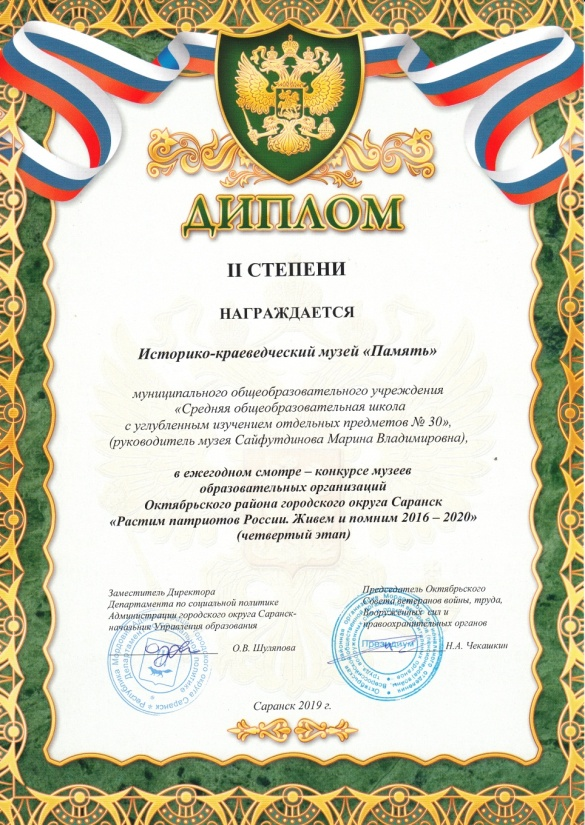 ДИПЛОМ
II СТЕПЕНИ
НАГРАЖДАЕТСЯ
Историко-краеведческий музей «Память»
муниципального общеобразовательного учреждения
«Средняя общеобразовательная школа
с углубленным изучением отдельных предметов № 30»,
(руководитель музея Сайфутдинова Марина Владимировна),
в ежегодном смотре – конкурсе музеев
образовательных организаций
Октябрьского района городского округа Саранск
«Растим патриотов России. Живем и помним 2016 – 2020»
(четвертый этап)
Заместитель Директора
Департамента по социальной политике
Администрации городского округа Саранск-
начальник Управления образования
О.В. Шуляпова
Председатель Октябрьского
Совета ветеранов войны, труда,
Вооруженных сил и
правоохранительных органов
Президиум
Н.А. Чекашкин
Саранск 2019 г.